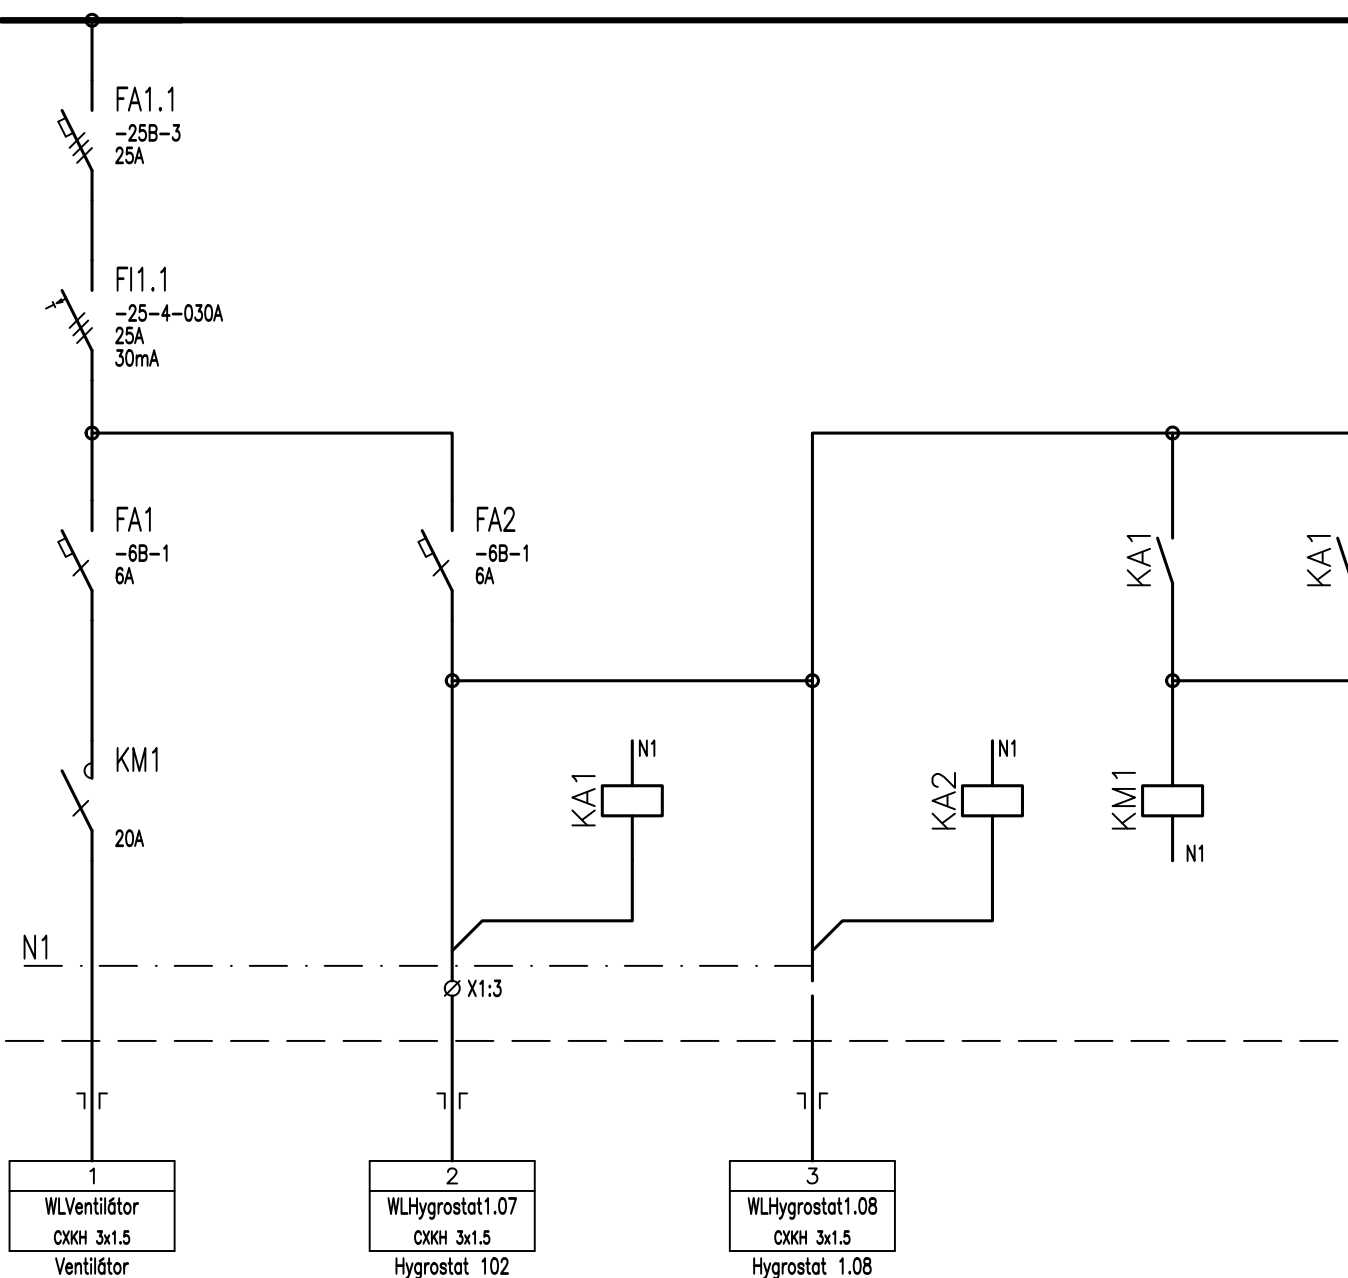 FA1.1
-25B-3
25A
FI1.1
-25-4-030A
25A
30mA
FA1
-6B-1
6A
FA2
-6B-1
6A
KA1
KA1
KM1
20A
N1
KA1
N1
KA2
KM1
N1
N1
X1:3
1
WLVentilátor
CXKH 3x1.5
Ventilátor
2
WLHygrostat1.07
CXKH 3x1.5
Hygrostat 102
3
WLHygrostat1.08
CXKH 3x1.5
Hygrostat 1.08